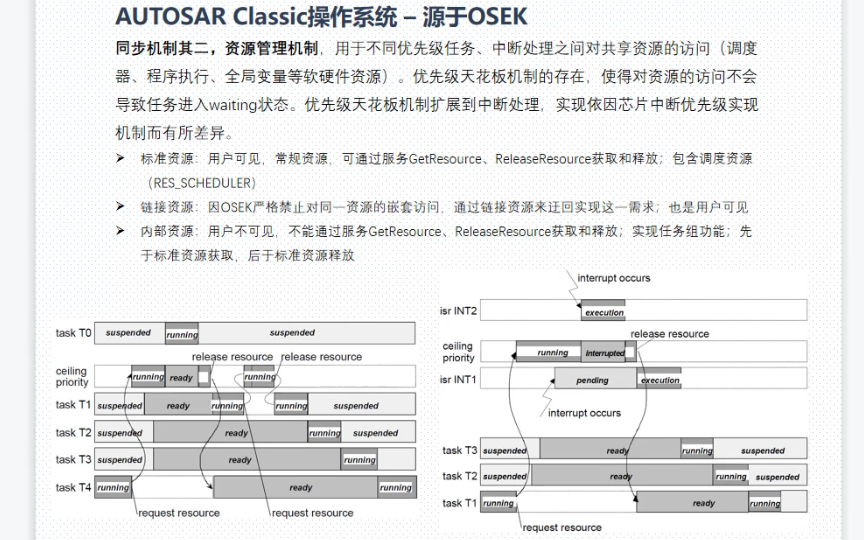 AUTOSAR Classic操作系统 – 源于OSEK
同步机制其二，资源管理机制，用于不同优先级任务、中断处理之间对共享资源的访问（调度
器、程序执行、全局变量等软硬件资源）。优先级天花板机制的存在，使得对资源的访问不会
导致任务进入waiting状态。优先级天花板机制扩展到中断处理，实现依因芯片中断优先级实现
机制而有所差异。
➤ 标准资源：用户可见，常规资源，可通过服务GetResource、ReleaseResource获取和释放；包含调度资源
（RES_SCHEDULER）
➤ 链接资源：因OSEK严格禁止对同一资源的嵌套访问，通过链接资源来迂回实现这一需求；也是用户可见
➤ 内部资源：用户不可见，不能通过服务GetResource、ReleaseResource获取和释放；实现任务组功能；先
于标准资源获取，后于标准资源释放
task T0 suspended running suspended
release resource release resource
ceiling
priority
running ready running
task T1 suspended ready running running suspended
task T2 suspended ready running suspended
task T3 suspended ready running
task T4 running ready running
request resource request resource
interrupt occurs
isr INT2 execution
release resource
ceiling
priority
running interrupted
isr INT1 pending execution
interrupt occurs
task T3 suspended ready running suspended
task T2 suspended ready running suspended
task T1 running ready running
request resource